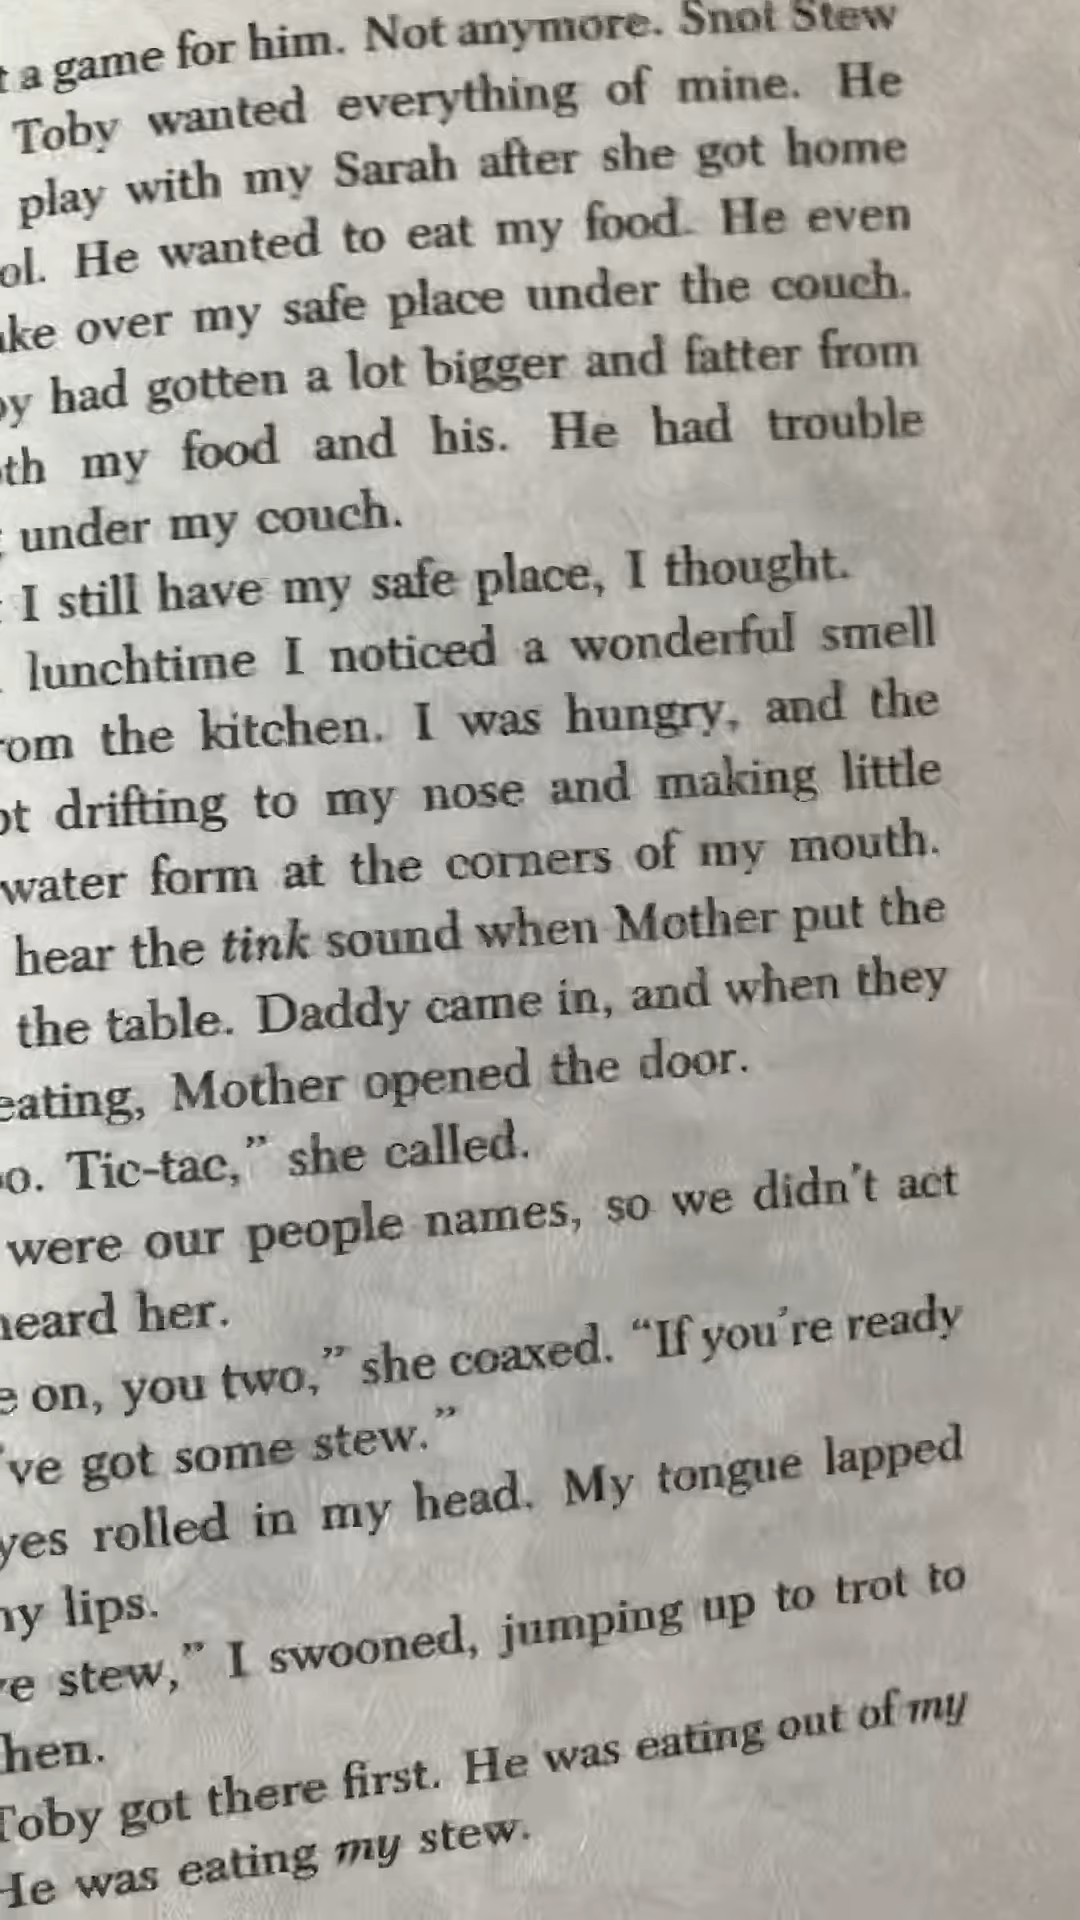 a game for him. Not anymore. Snot Stew
Toby wanted everything of mine. He
play with my Sarah after she got home
ol. He wanted to eat my food. He even
ke over my safe place under the couch.
y had gotten a lot bigger and fatter from
th my food and his. He had trouble
under my couch.
I still have my safe place, I thought.
lunchtime I noticed a wonderful smell
om the kitchen. I was hungry, and the
ot drifting to my nose and making little
water form at the corners of my mouth.
hear the tink sound when Mother put the
the table. Daddy came in, and when they
eating, Mother opened the door.
o. Tic-tac,” she called.
were our people names, so we didn't act
heard her.
e on, you two,” she coaxed. “If you're ready
've got some stew.”
yes rolled in my head. My tongue lapped
y lips.
e stew,” I swooned, jumping up to trot to
hen.
Toby got there first. He was eating out of my
He was eating my stew.